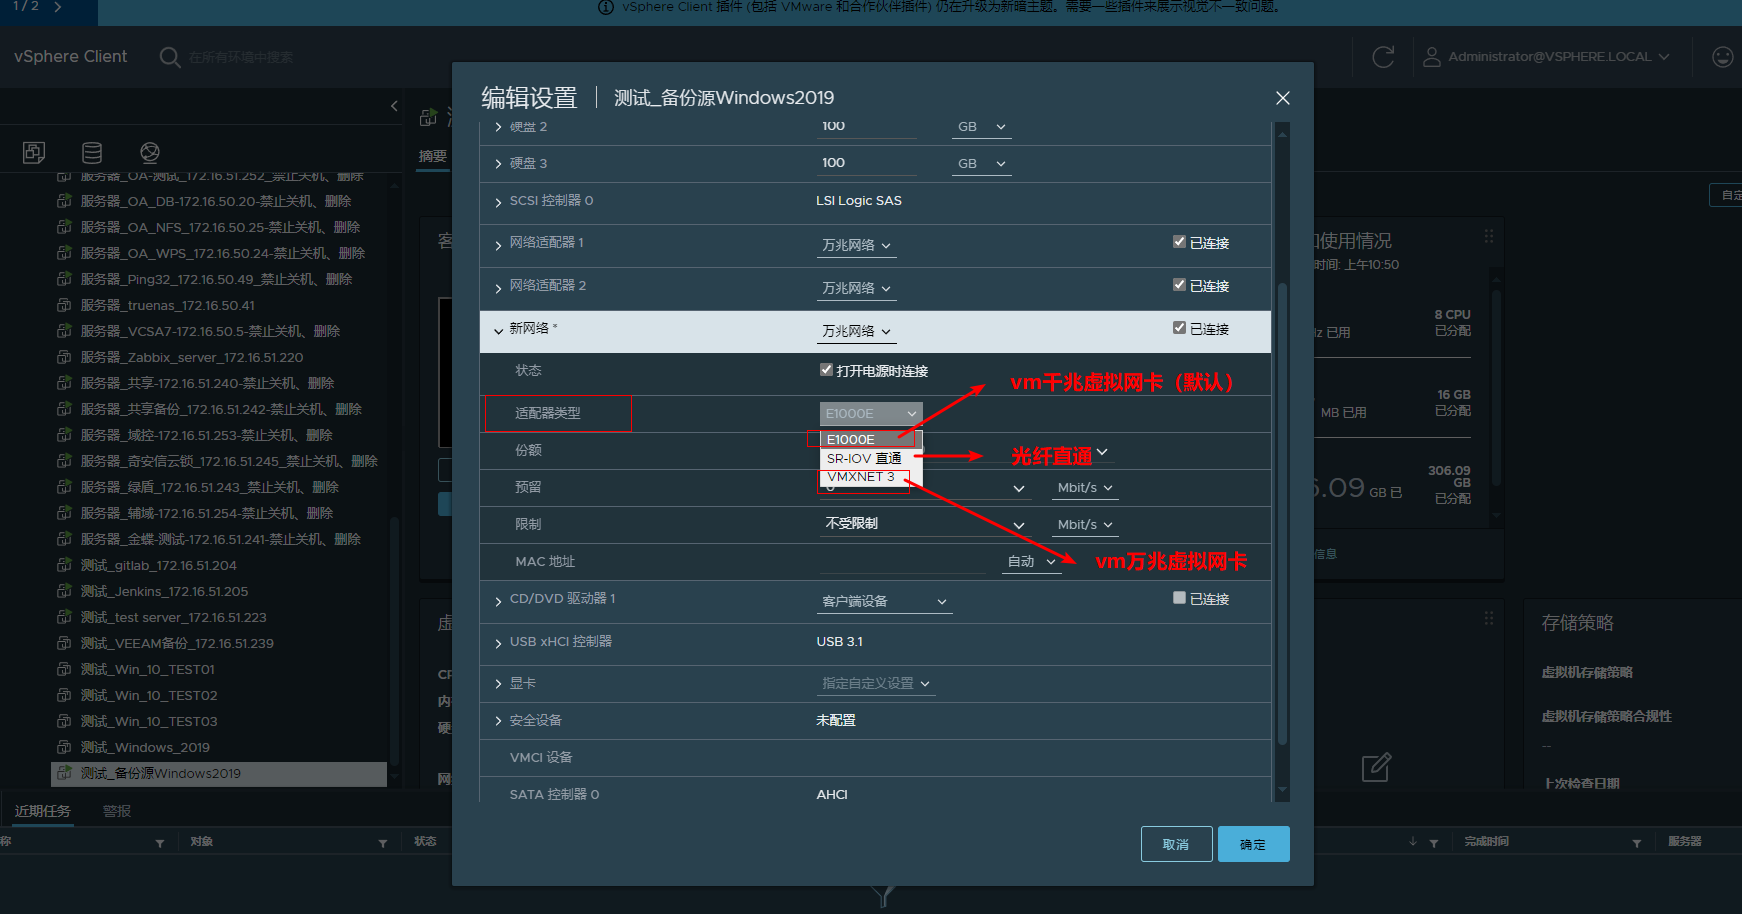 1 / 2
vSphere Client 插件 (包括 VMware 和合作伙伴插件) 仍在升级为新暗主题。需要一些插件来展示视觉不一致问题。
vSphere Client
在所有环境中搜索
Administrator@VSPHERE.LOCAL
编辑设置
测试_备份源Windows2019
摘要
服务器_OA-测试_172.16.51.252_禁止关机、删除
服务器_OA_DB-172.16.50.20-禁止关机、删除
服务器_OA_NFS_172.16.50.25-禁止关机、删除
服务器_OA_WPS_172.16.50.24-禁止关机、删除
服务器_Ping32_172.16.50.49_禁止关机、删除
服务器_truenas_172.16.50.41
服务器_VCSA7-172.16.50.5-禁止关机、删除
服务器_Zabbix_server_172.16.51.220
服务器_共享-172.16.51.240-禁止关机、删除
服务器_共享备份_172.16.51.242-禁止关机、删除
服务器_域控-172.16.51.253-禁止关机、删除
服务器_奇安信云锁_172.16.51.245_禁止关机、删除
服务器_绿盾_172.16.51.243_禁止关机、删除
服务器_辅域-172.16.51.254-禁止关机、删除
服务器_金蝶-测试-172.16.51.241-禁止关机、删除
测试_gitlab_172.16.51.204
测试_Jenkins_172.16.51.205
测试_test server_172.16.51.223
测试_VEEAM备份_172.16.51.239
测试_Win_10_TEST01
测试_Win_10_TEST02
测试_Win_10_TEST03
测试_Windows_2019
测试_备份源Windows2019
硬盘 2
100
GB
硬盘 3
100
GB
SCSI 控制器 0
LSI Logic SAS
网络适配器 1
万兆网络
已连接
网络适配器 2
万兆网络
已连接
新网络 *
万兆网络
已连接
状态
打开电源时连接
vm千兆虚拟网卡（默认）
适配器类型
E1000E
E1000E
SR-IOV 直通
VMXNET 3
光纤直通
份额
预留
0
Mbit/s
限制
不受限制
Mbit/s
vm万兆虚拟网卡
MAC 地址
自动
CD/DVD 驱动器 1
客户端设备
已连接
USB xHCI 控制器
USB 3.1
显卡
指定自定义设置
安全设备
未配置
VMCI 设备
SATA 控制器 0
AHCI
取消
确定
自定
使用情况
时间: 上午10:50
8 CPU
已用
已分配
16 GB
MB 已用
已分配
306.09
GB
.09 GB 已
已分配
信息
存储策略
虚拟机存储策略
虚拟机存储策略合规性
--
上次检查日期
近期任务
警报
称
对象
状态
完成时间
服务器